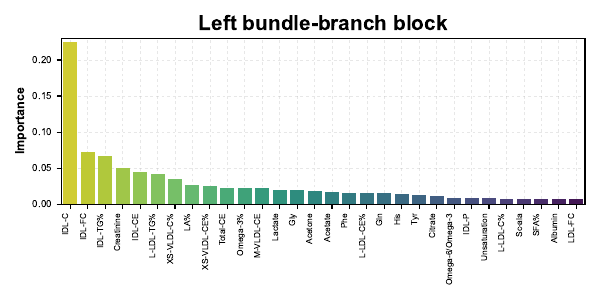 Left bundle-branch block
Importance
0.20
0.15
0.10
0.05
0.00
IDL-C
IDL-FC
IDL-TG%
Creatinine
IDL-CE
L-LDL-TG%
XS-VLDL-C%
LA%
XS-VLDL-CE%
Total-CE
Omega-3%
M-VLDL-CE
Lactate
Gly
Acetone
Acetate
Phe
L-LDL-CE%
Gln
His
Tyr
Citrate
Omega-6/Omega-3
IDL-P
Unsaturation
L-LDL-C%
SFA%
Albumin
LDL-FC